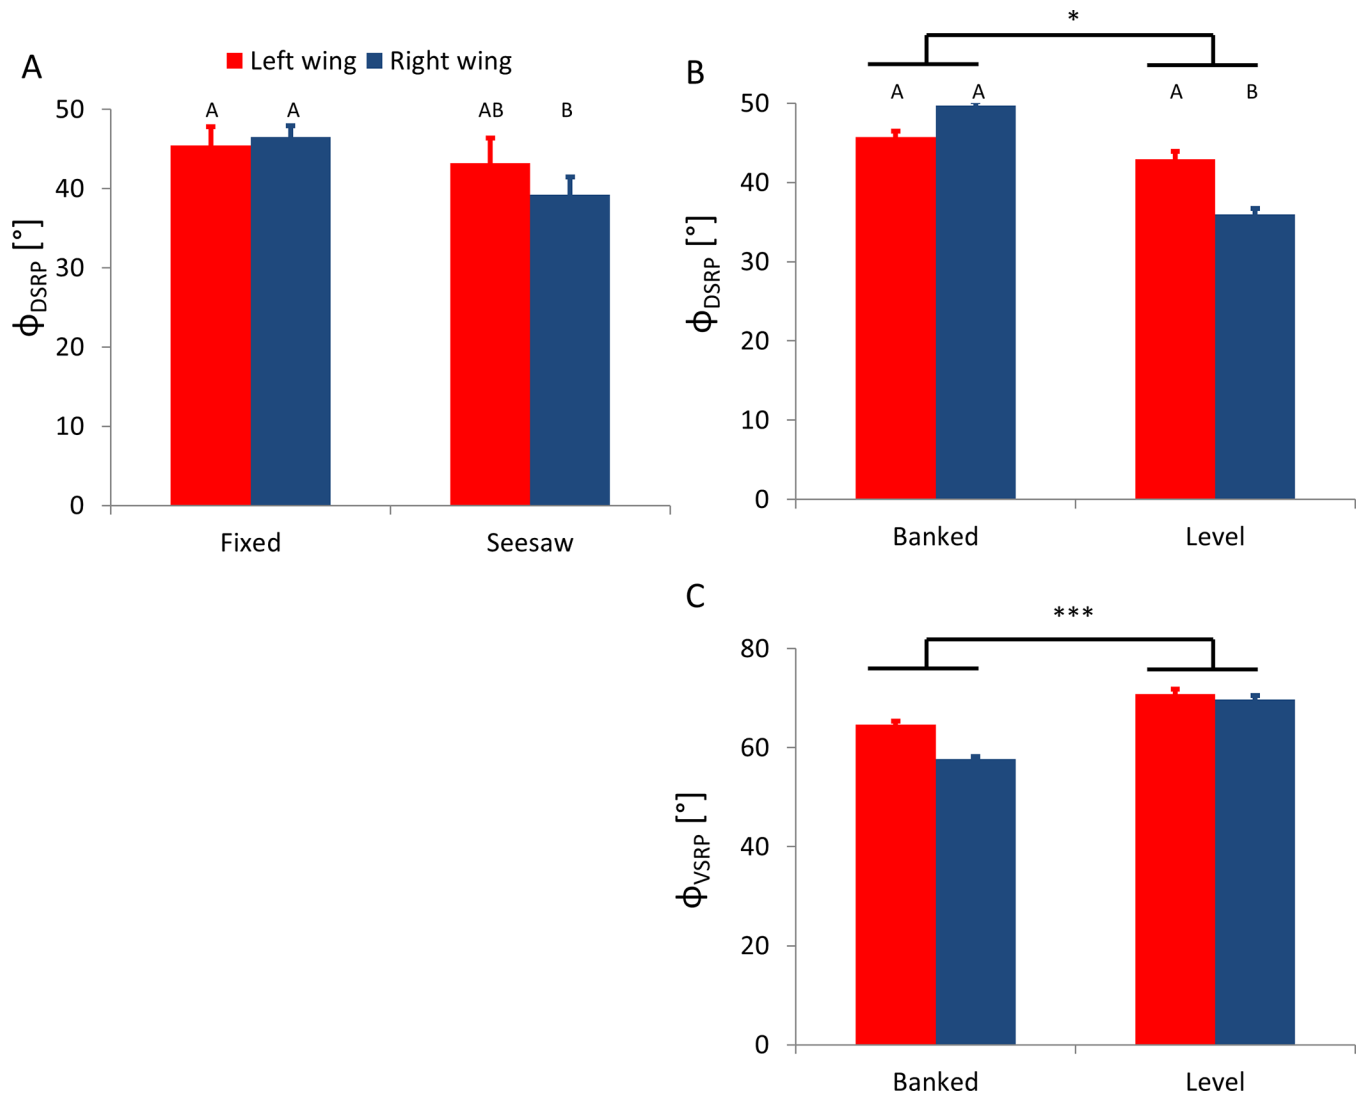 A
Left wing Right wing
ϕDSRP [°]
50
40
30
20
10
0
A A AB B
Fixed Seesaw
B
*
ϕDSRP [°]
50
40
30
20
10
0
A A A B
Banked Level
C
***
ϕVSRP [°]
80
60
40
20
0
Banked Level